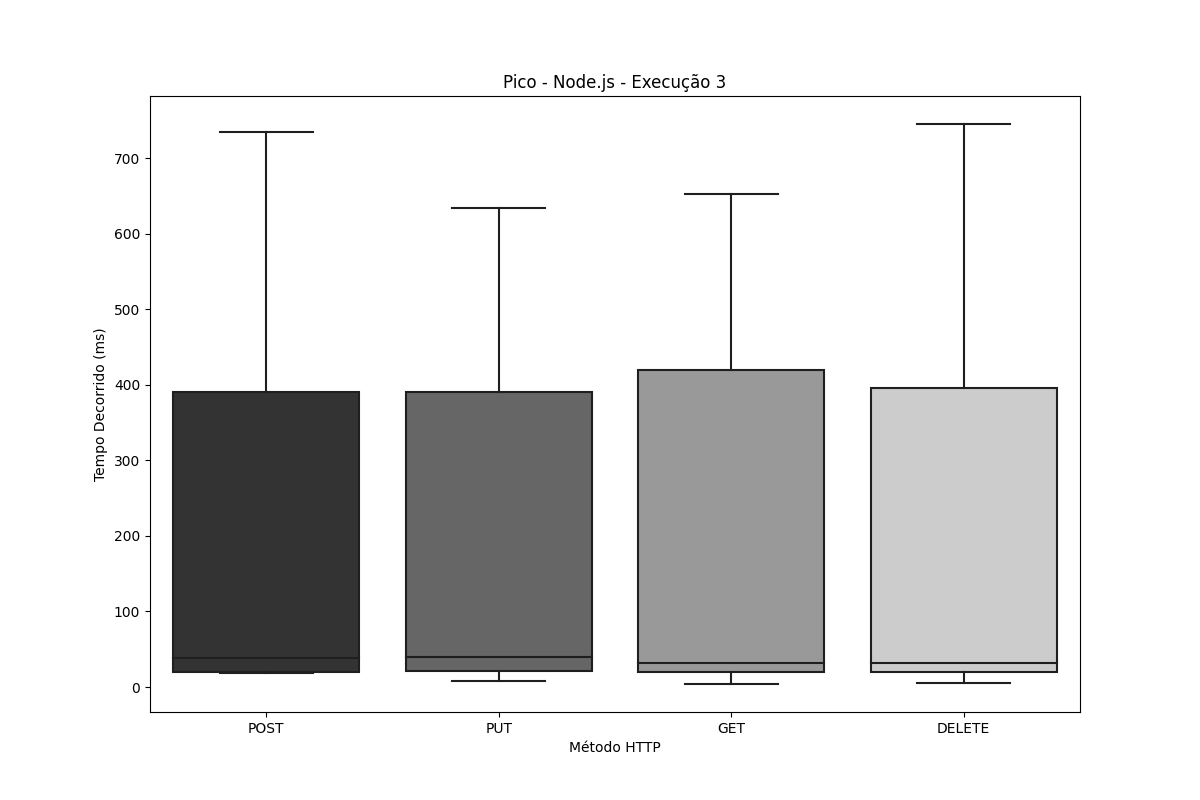 Pico - Node.js - Execução 3
700
600
500
400
300
200
100
0
Tempo Decorrido (ms)
POST PUT GET DELETE
Método HTTP